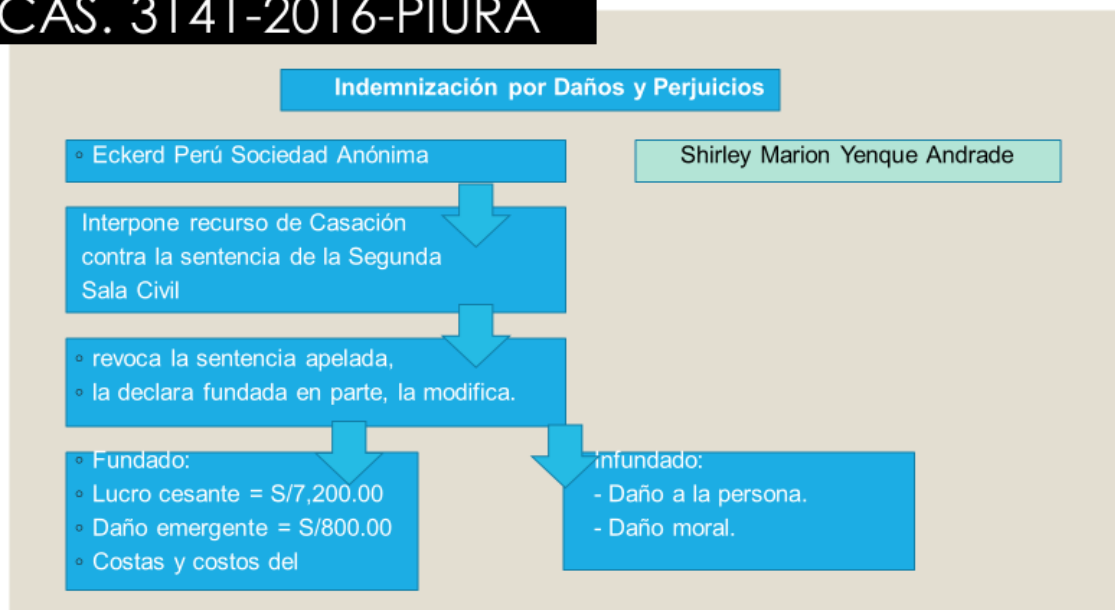 CAS. 3141-2016-PIURA
Indemnización por Daños y Perjuicios
◦ Eckerd Perú Sociedad Anónima
Shirley Marion Yenque Andrade
Interpone recurso de Casación
contra la sentencia de la Segunda
Sala Civil
◦ revoca la sentencia apelada,
◦ la declara fundada en parte, la modifica.
◦ Fundado:
◦ Lucro cesante = S/7,200.00
◦ Daño emergente = S/800.00
◦ Costas y costos del
Infundado:
- Daño a la persona.
- Daño moral.